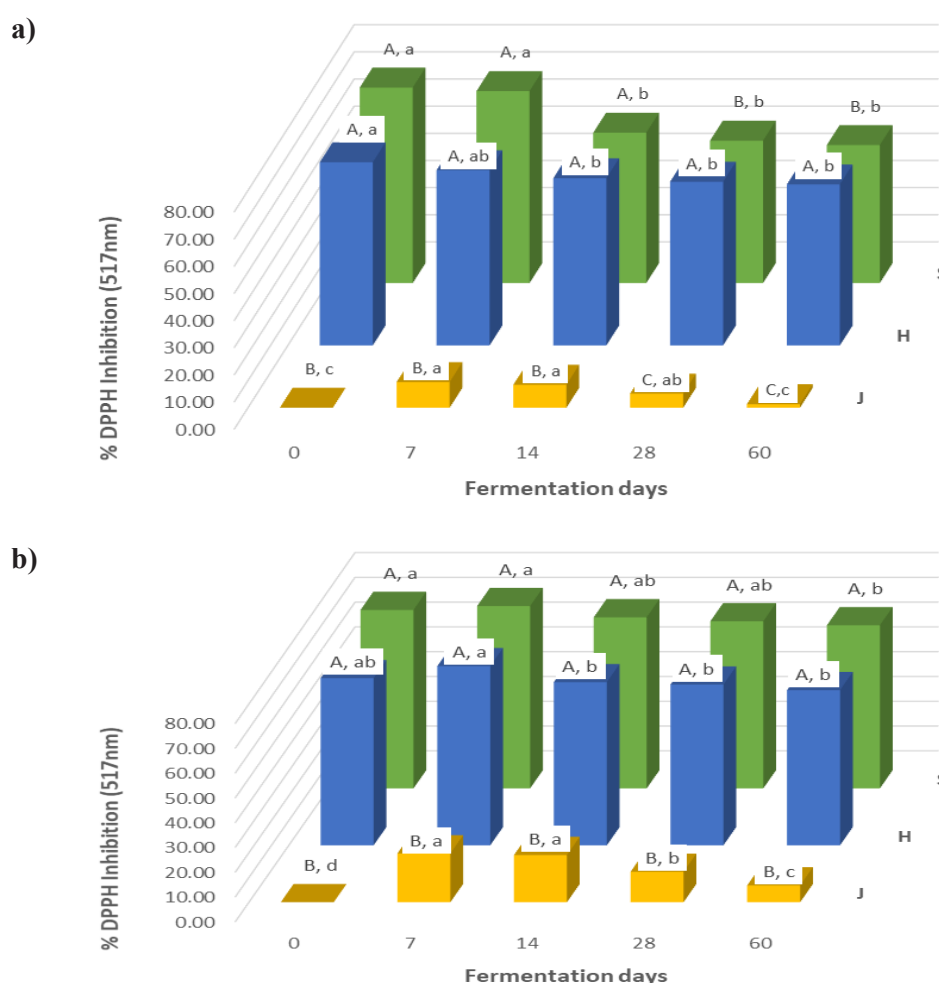 a)
A, a
A, a
A, b
B, b
B, b
A, a
A, ab
A, b
A, b
A, b
B, c
B, a
B, a
C, ab
C,c
% DPPH Inhibition (517nm)
80.00
70.00
60.00
50.00
40.00
30.00
20.00
10.00
0.00
H
J
0 7 14 28 60
Fermentation days
b)
A, a
A, a
A, ab
A, ab
A, b
A, ab
A, a
A, b
A, b
A, b
B, d
B, a
B, a
B, b
B, c
% DPPH Inhibition (517nm)
80.00
70.00
60.00
50.00
40.00
30.00
20.00
10.00
0.00
H
J
0 7 14 28 60
Fermentation days